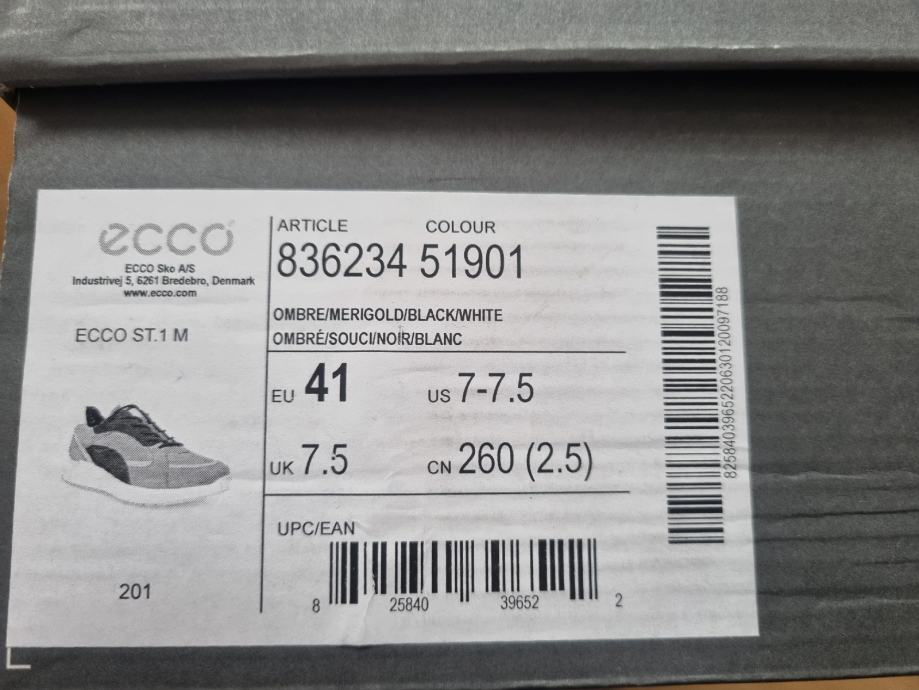 ecco
ECCO Sko A/S
Industrivej 5, 6261 Bredebro, Denmark
www.ecco.com
ECCO ST.1 M
201
ARTICLE COLOUR
836234 51901
OMBRE/MERIGOLD/BLACK/WHITE
OMBRÉ/SOUCI/NOIR/BLANC
EU 41 US 7-7.5
UK 7.5 CN 260 (2.5)
UPC/EAN
8 25840 39652 2
825840396522063012009718​8